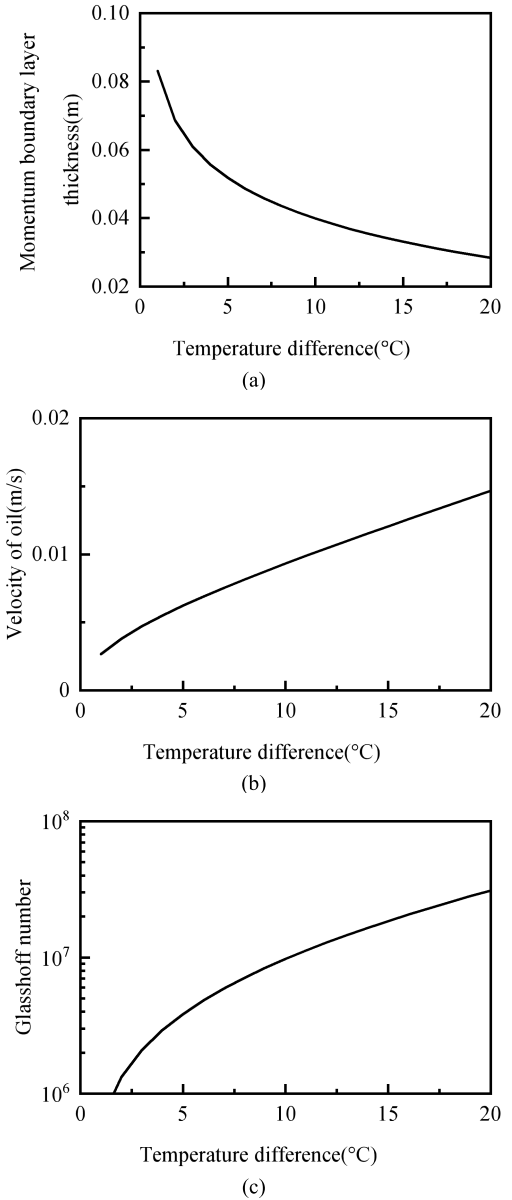 0.10
0.08
0.06
0.04
0.02
Momentum boundary layer
thickness(m)
0 5 10 15 20
Temperature difference(°C)
(a)
0.02
0.01
0
Velocity of oil(m/s)
0 5 10 15 20
Temperature difference(°C)
(b)
10⁸
10⁷
10⁶
Glasshoff number
0 5 10 15 20
Temperature difference(°C)
(c)